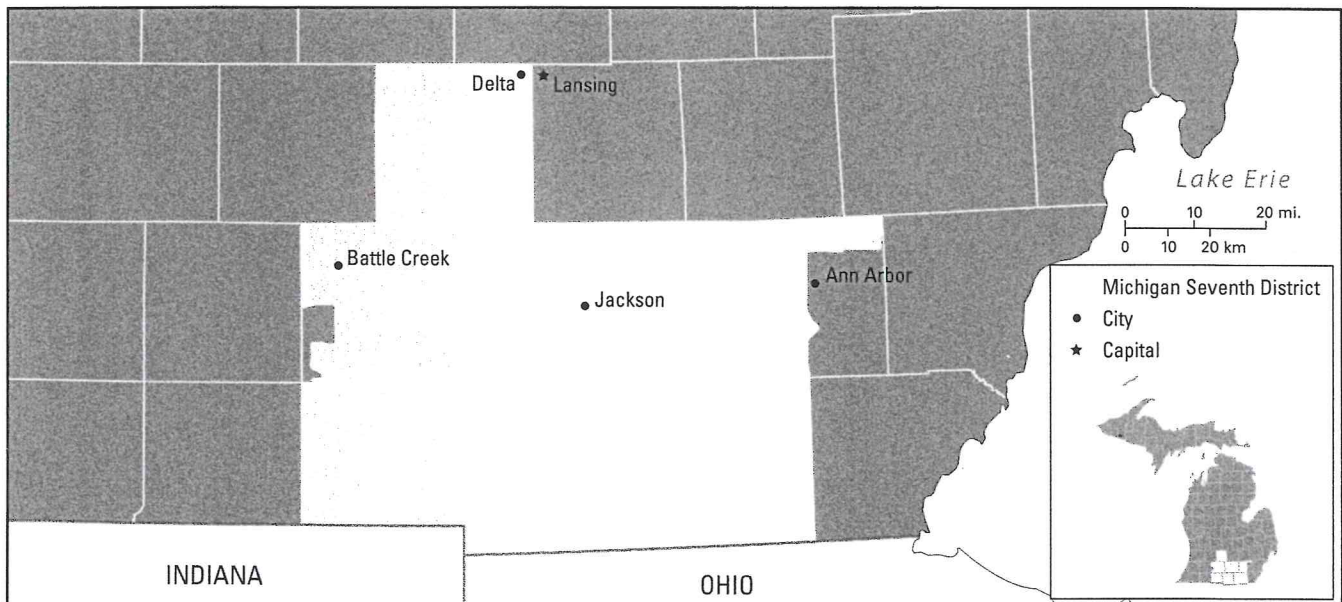 Delta
Lansing
Lake Erie
0 10 20 mi.
0 10 20 km
Battle Creek
Ann Arbor
Jackson
Michigan Seventh District
City
Capital
INDIANA
OHIO